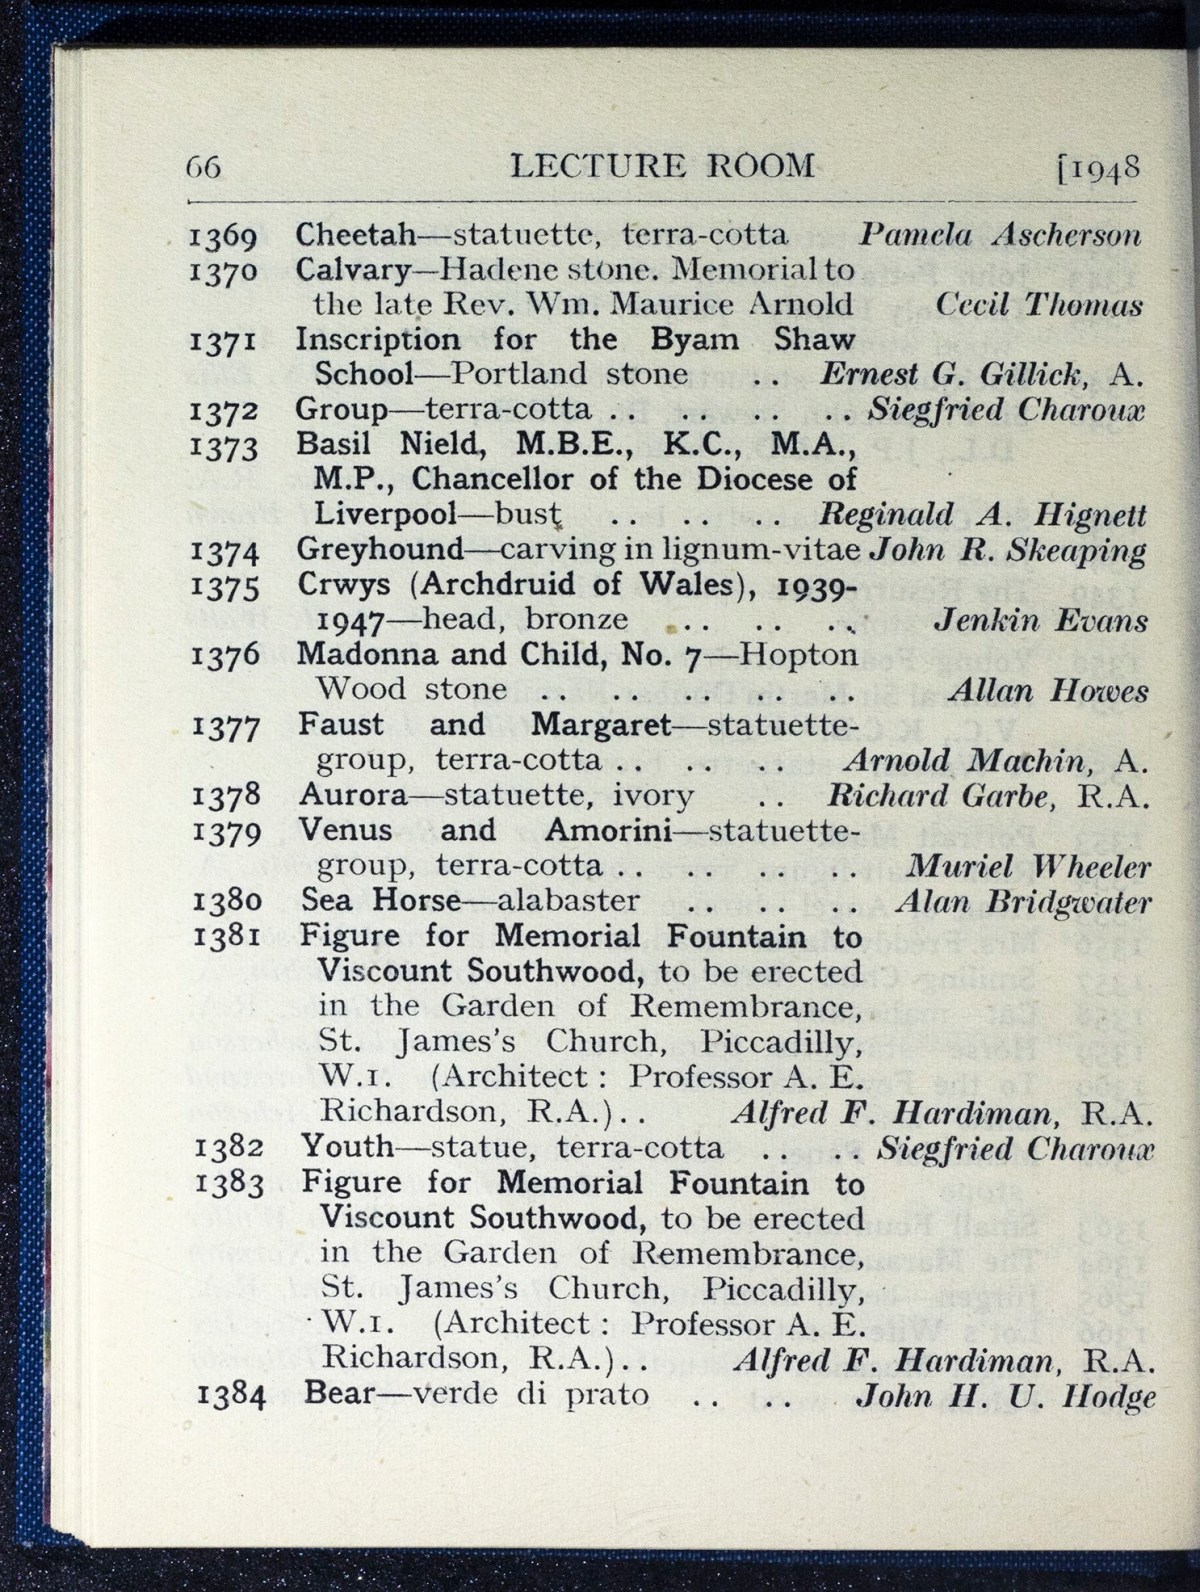 66 LECTURE ROOM [1948
1369 Cheetah—statuette, terra-cotta Pamela Ascherson
1370 Calvary—Hadene stone. Memorial to
the late Rev. Wm. Maurice Arnold Cecil Thomas
1371 Inscription for the Byam Shaw
School—Portland stone .. Ernest G. Gillick, A.
1372 Group—terra-cotta .. .. .. .. Siegfried Charoux
1373 Basil Nield, M.B.E., K.C., M.A.,
M.P., Chancellor of the Diocese of
Liverpool—bust .. .. .. Reginald A. Hignett
1374 Greyhound—carving in lignum-vitae John R. Skeaping
1375 Crwys (Archdruid of Wales), 1939-
1947—head, bronze .. .. .. Jenkin Evans
1376 Madonna and Child, No. 7—Hopton
Wood stone .. .. .. .. .. Allan Howes
1377 Faust and Margaret—statuette-
group, terra-cotta .. .. .. Arnold Machin, A.
1378 Aurora—statuette, ivory .. Richard Garbe, R.A.
1379 Venus and Amorini—statuette-
group, terra-cotta .. .. .. .. Muriel Wheeler
1380 Sea Horse—alabaster .. .. .. Alan Bridgwater
1381 Figure for Memorial Fountain to
Viscount Southwood, to be erected
in the Garden of Remembrance,
St. James's Church, Piccadilly,
W.1. (Architect : Professor A. E.
Richardson, R.A.) .. Alfred F. Hardiman, R.A.
1382 Youth—statue, terra-cotta .. .. Siegfried Charoux
1383 Figure for Memorial Fountain to
Viscount Southwood, to be erected
in the Garden of Remembrance,
St. James's Church, Piccadilly,
W.1. (Architect : Professor A. E.
Richardson, R.A.) .. Alfred F. Hardiman, R.A.
1384 Bear—verde di prato .. .. John H. U. Hodge